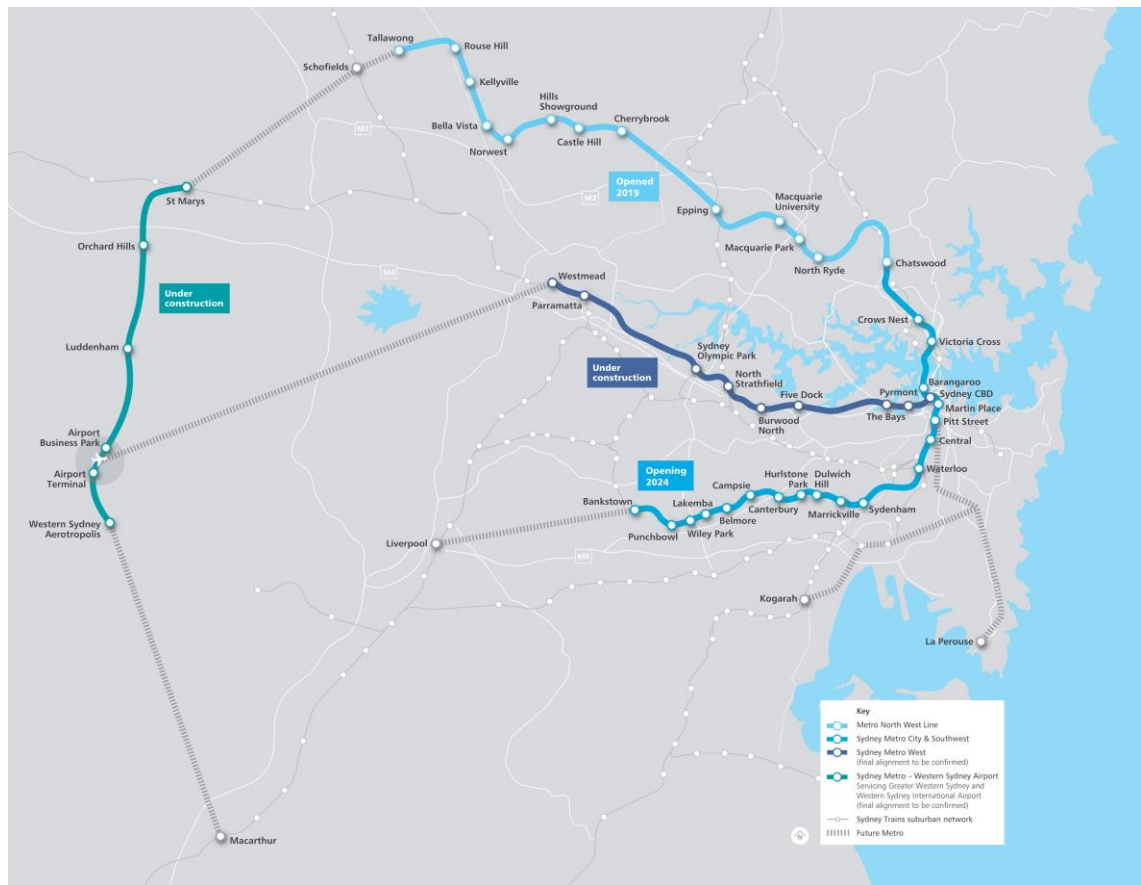 Tallawong
Rouse Hill
Schofields
Kellyville
Hills
Showground
Cherrybrook
Bella Vista
M7
Castle Hill
Norwest
Opened
2019
M2
St Marys
Macquarie
University
Epping
Orchard Hills
Macquarie Park
North Ryde
Chatswood
M4
Westmead
Under
construction
Parramatta
Crows Nest
Victoria Cross
Luddenham
Sydney
Olympic Park
Under
construction
North
Strathfield
Barangaroo
Five Dock
Pyrmont
Sydney CBD
Martin Place
Burwood
North
The Bays
Pitt Street
Airport
Business Park
Central
Airport
Terminal
Opening
2024
Waterloo
Hurlstone
Park
Dulwich
Hill
Campsie
Bankstown
Lakemba
Canterbury
Sydenham
Marrickville
Belmore
Western Sydney
Aerotropolis
Punchbowl
Wiley Park
Liverpool
M5
Kogarah
La Perouse
Key
Metro North West Line
Sydney Metro City & Southwest
Sydney Metro West
(final alignment to be confirmed)
Sydney Metro – Western Sydney Airport
Servicing Greater Western Sydney and
Western Sydney International Airport
(final alignment to be confirmed)
Sydney Trains suburban network
Future Metro
N
Macarthur